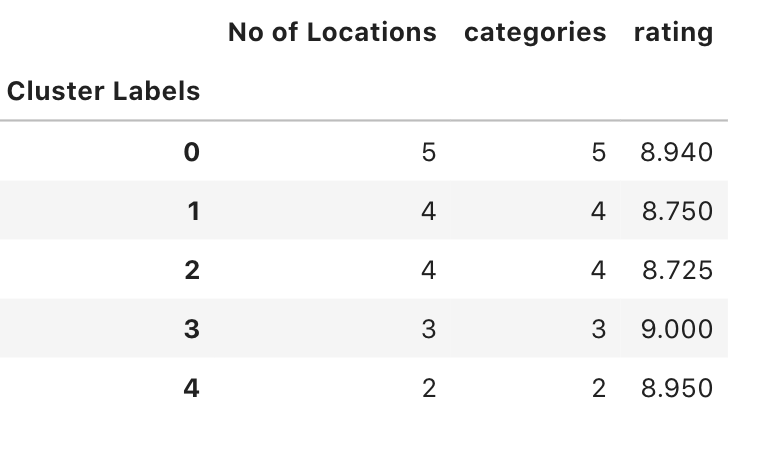 No of Locations categories rating
Cluster Labels
0 5 5 8.940
1 4 4 8.750
2 4 4 8.725
3 3 3 9.000
4 2 2 8.950